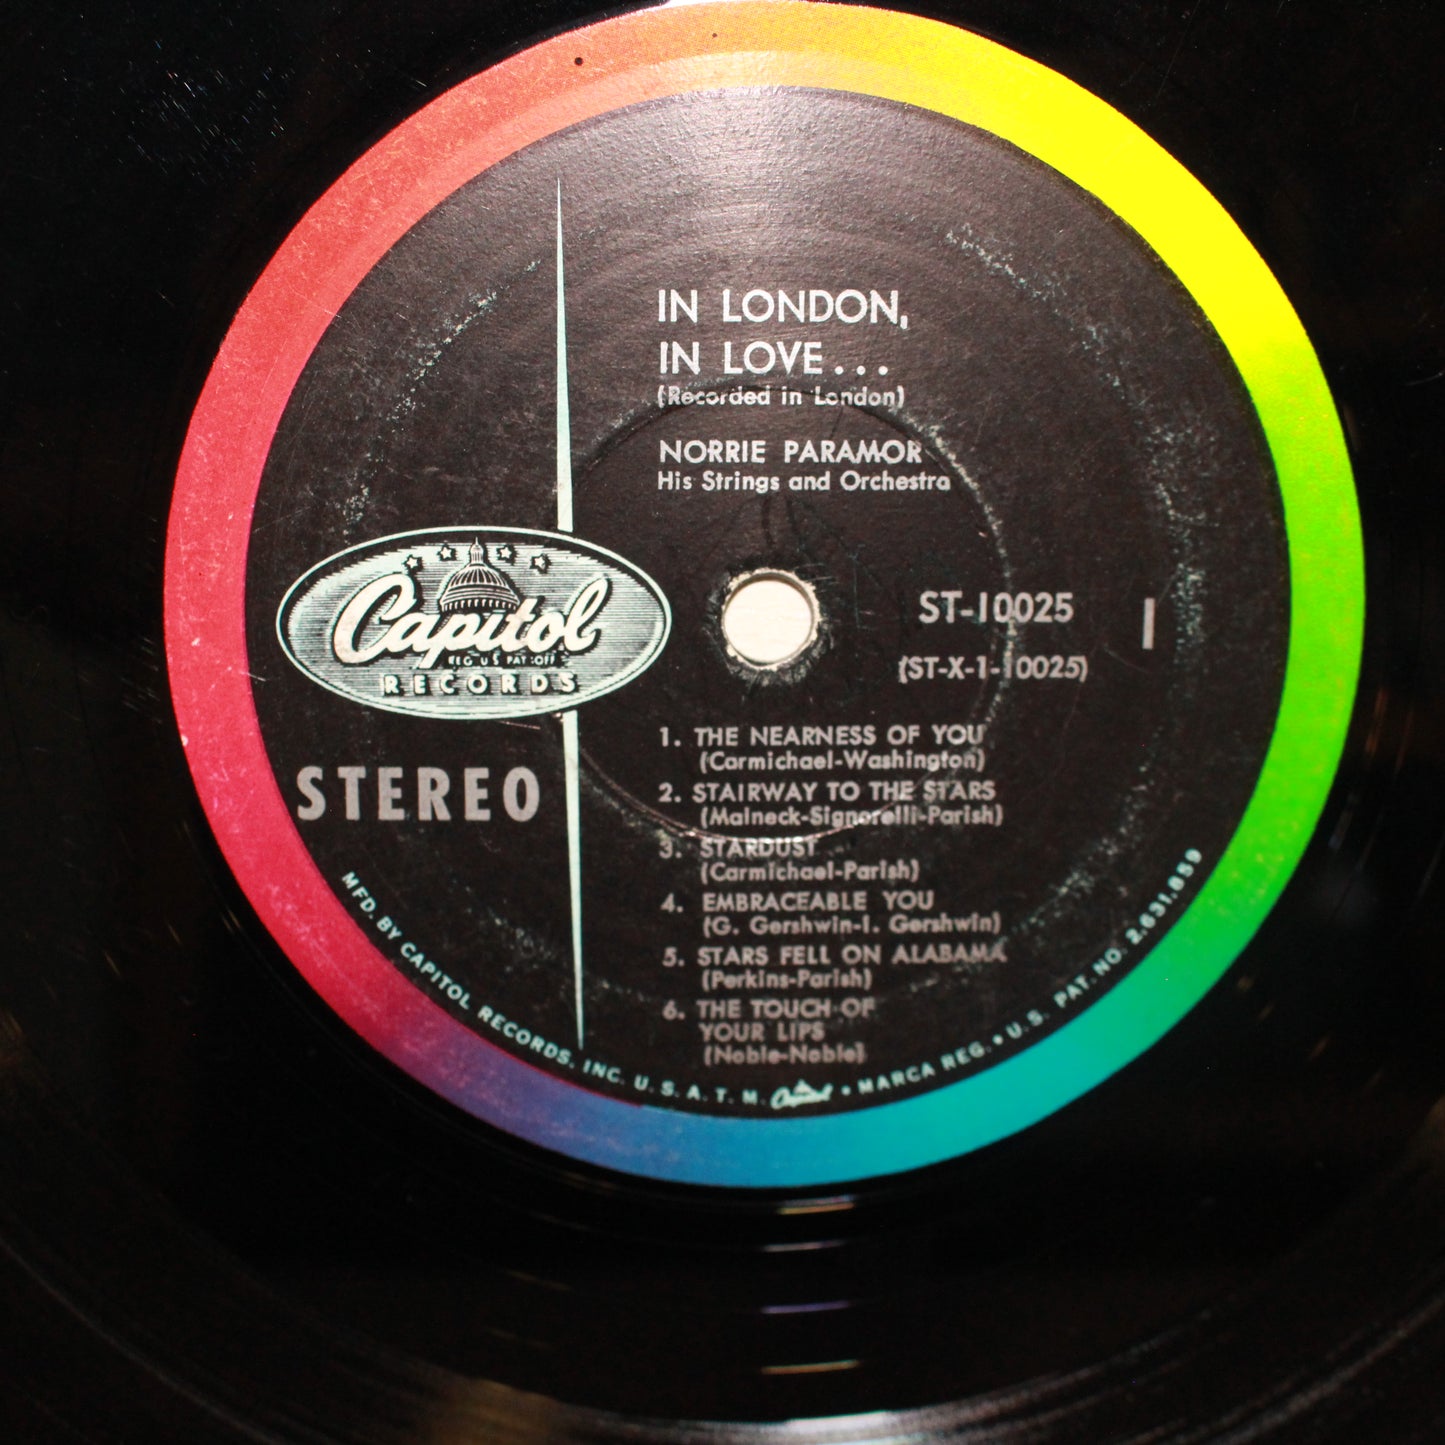 IN LONDON,
IN LOVE...
(Recorded in London)
NORRIE PARAMOR
His Strings and Orchestra
Capitol
REG. U.S. PAT. OFF.
RECORDS
STEREO
ST-10025
1
(ST-X-1-10025)
1. THE NEARNESS OF YOU
(Carmichael-Washington)
2. STAIRWAY TO THE STARS
(Malneck-Signorelli-Parish)
3. STARDUST
(Carmichael-Parish)
4. EMBRACEABLE YOU
(G. Gershwin-I. Gershwin)
5. STARS FELL ON ALABAMA
(Perkins-Parish)
6. THE TOUCH OF
YOUR LIPS
(Noble-Noble)
MFD. BY CAPITOL RECORDS, INC. U.S.A. T.M. Capitol • MARCA REG. • U.S. PAT. NO. 2,631,859